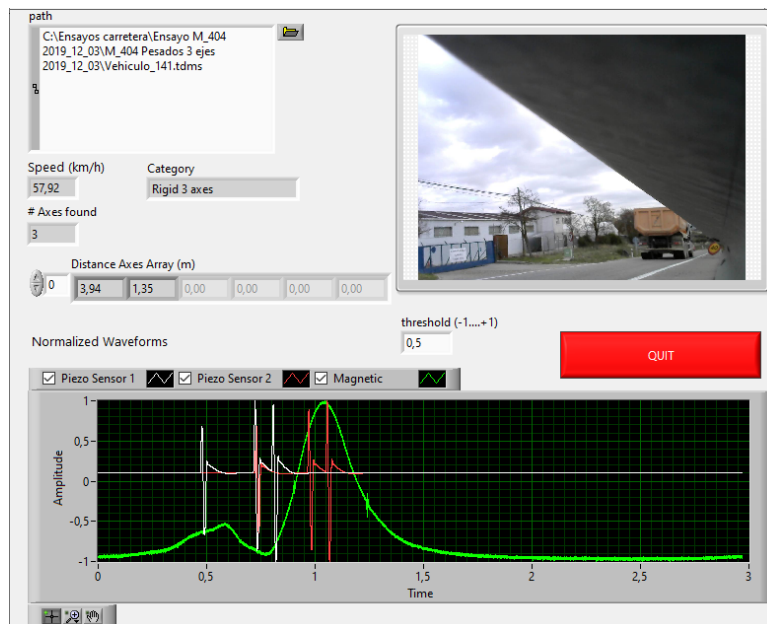 path
C:\Ensayos carretera\Ensayo M_404
2019_12_03\M_404 Pesados 3 ejes
2019_12_03\Vehiculo_141.tdms
Speed (km/h)
Category
57,92
Rigid 3 axes
# Axes found
3
Distance Axes Array (m)
0
3,94
1,35
0,00
0,00
0,00
0,00
threshold (-1....+1)
0,5
Normalized Waveforms
QUIT
Piezo Sensor 1
Piezo Sensor 2
Magnetic
1
0,5
0
-0,5
-1
Amplitude
0
0,5
1
1,5
2
2,5
3
Time